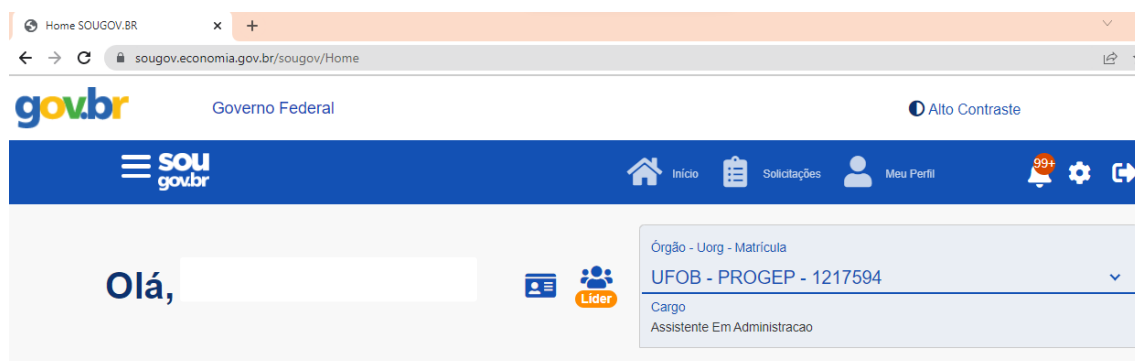 Home SOUGOV.BR
sougov.economia.gov.br/sougov/Home
gov.br Governo Federal Alto Contraste
sou
gov.br
Início Solicitações Meu Perfil 99+
Órgão - Uorg - Matrícula
UFOB - PROGEP - 1217594
Olá,
Líder
Cargo
Assistente Em Administracao